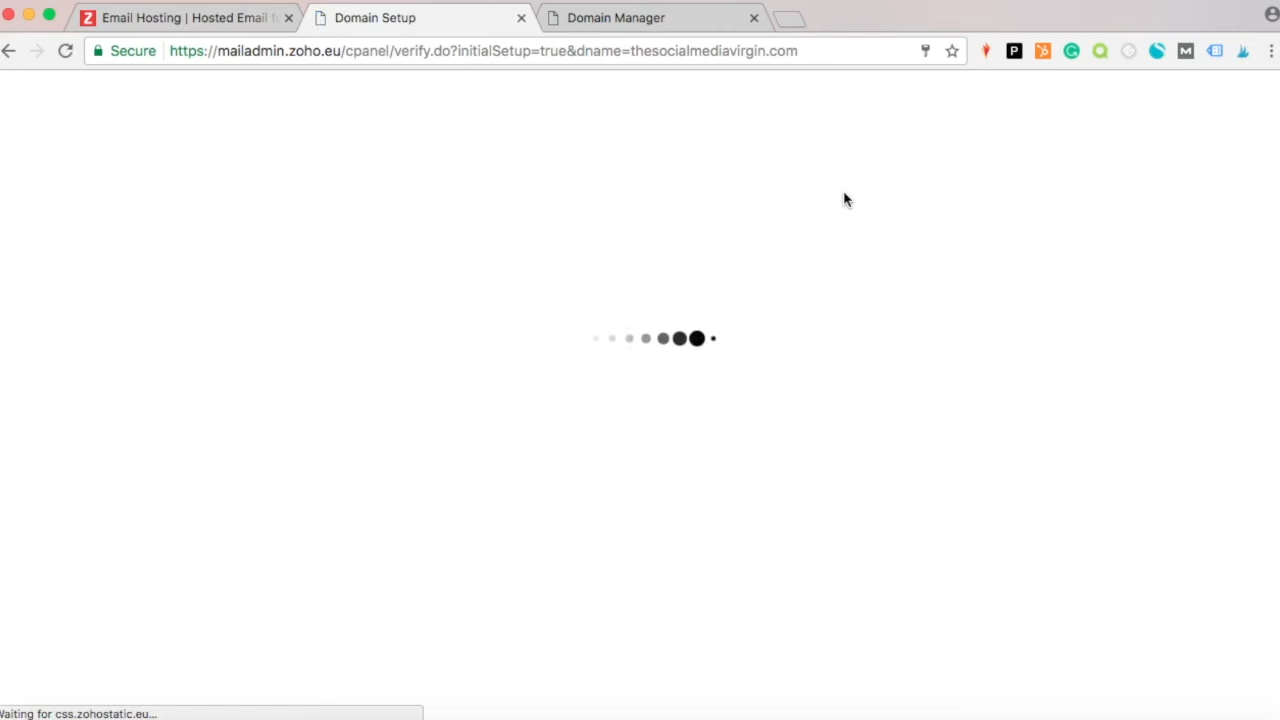 Email Hosting | Hosted Email f
Domain Setup
Domain Manager
Secure
https://mailadmin.zoho.eu/cpanel/verify.do?initialSetup=true&dname=thesocialmediavirgin.com
Waiting for css.zohostatic.eu...